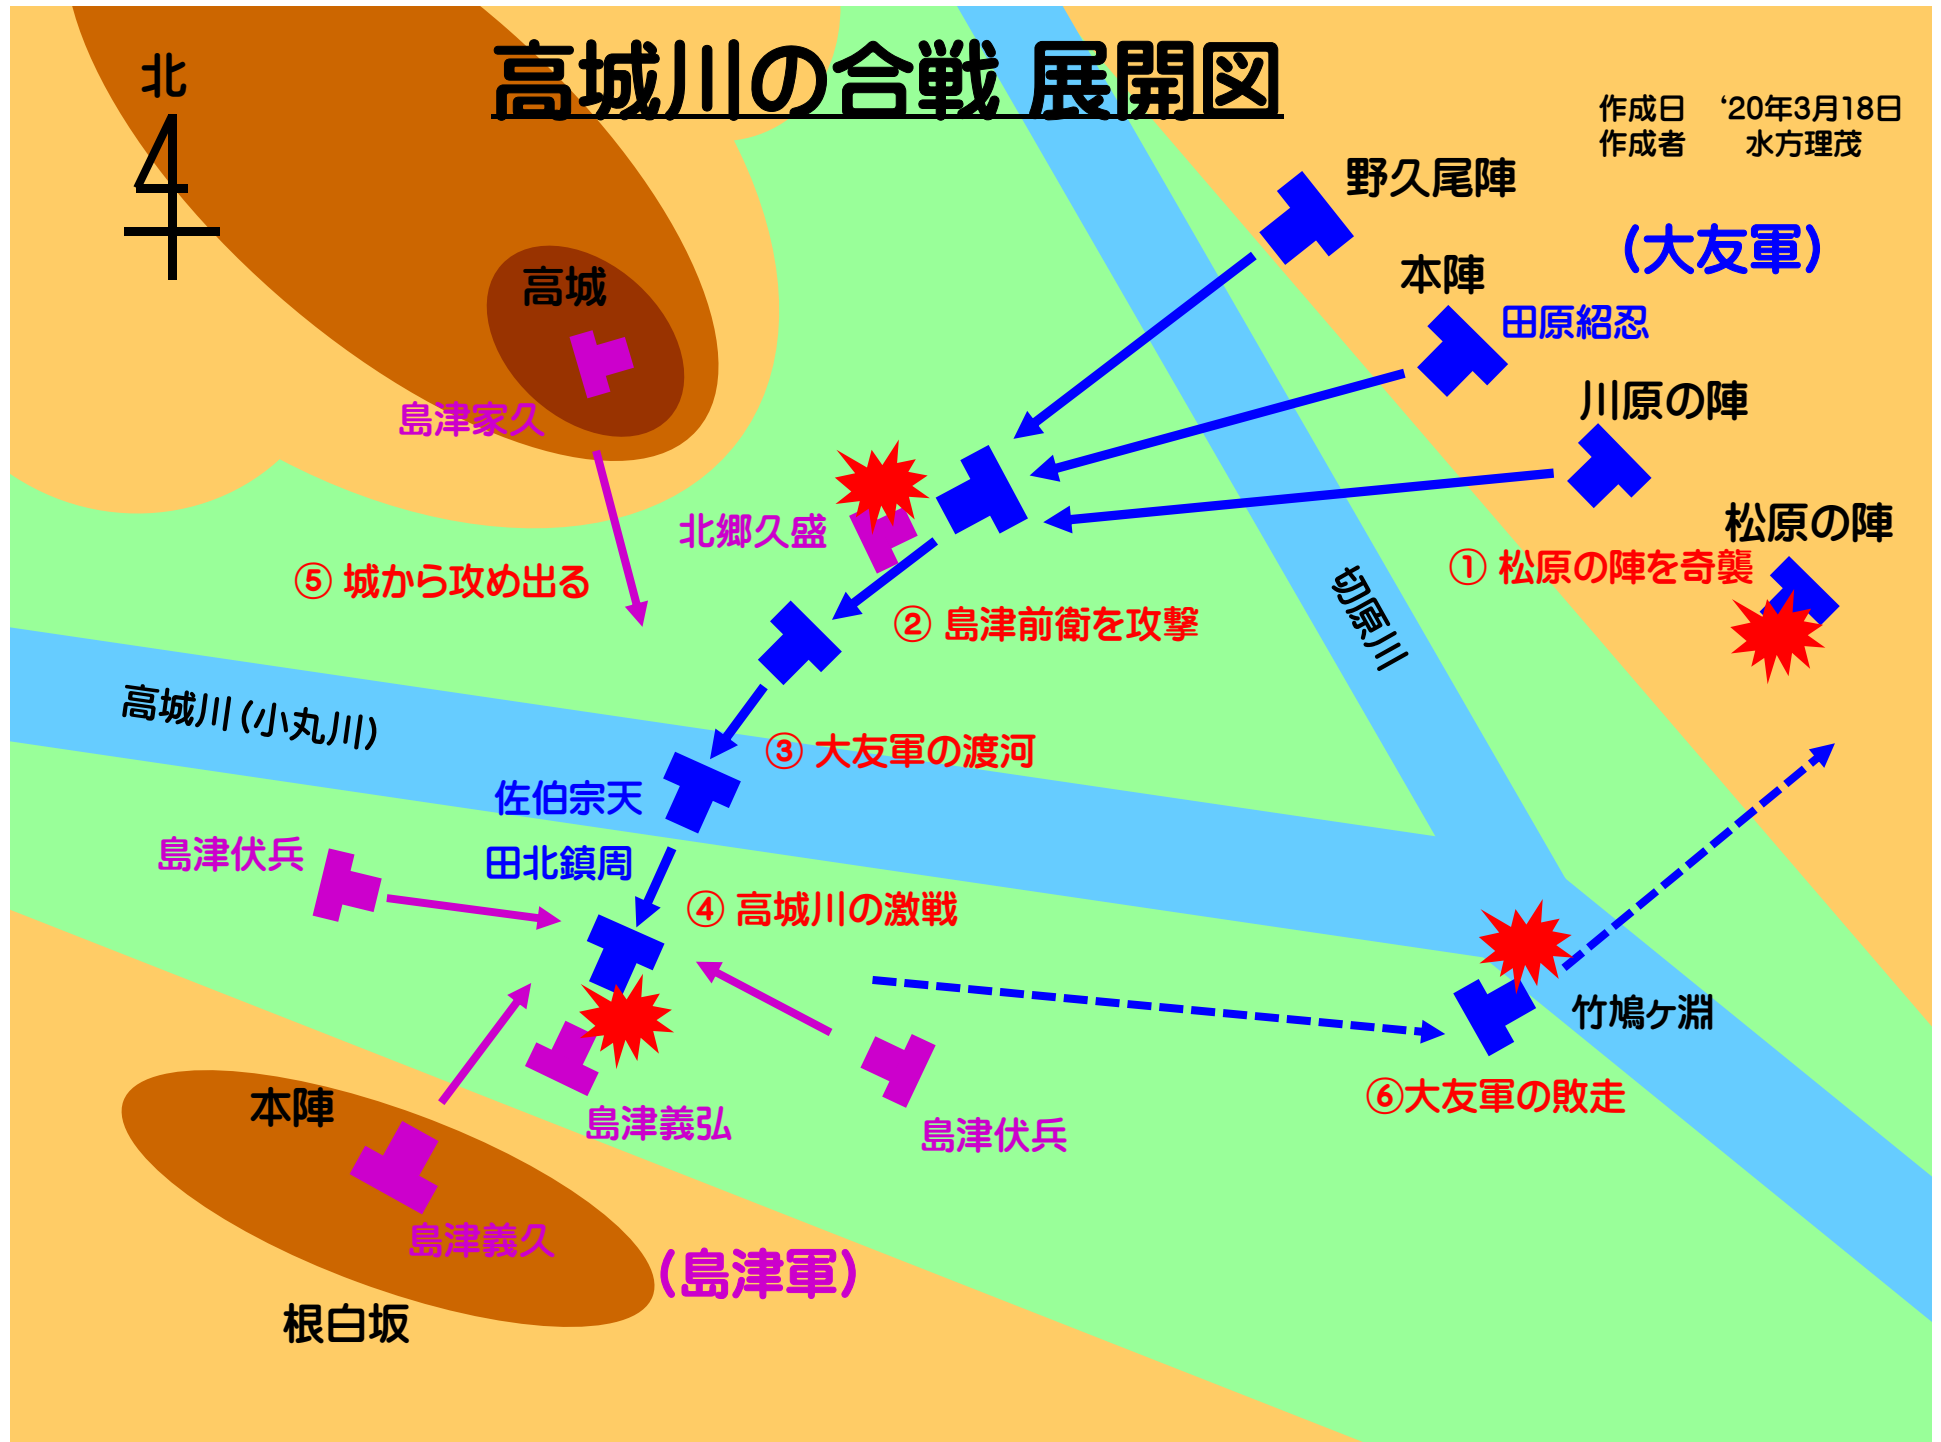 高城川の合戦 展開図
北
作成日 ‘20年3月18日
作成者 水方理茂
野久尾陣
(大友軍)
本陣
田原紹忍
高城
川原の陣
島津家久
松原の陣
北郷久盛
① 松原の陣を奇襲
⑤ 城から攻め出る
② 島津前衛を攻撃
切原川
高城川(小丸川)
③ 大友軍の渡河
佐伯宗天
島津伏兵
田北鎮周
④ 高城川の激戦
竹鳩ヶ淵
⑥大友軍の敗走
本陣
島津義弘
島津伏兵
島津義久
(島津軍)
根白坂